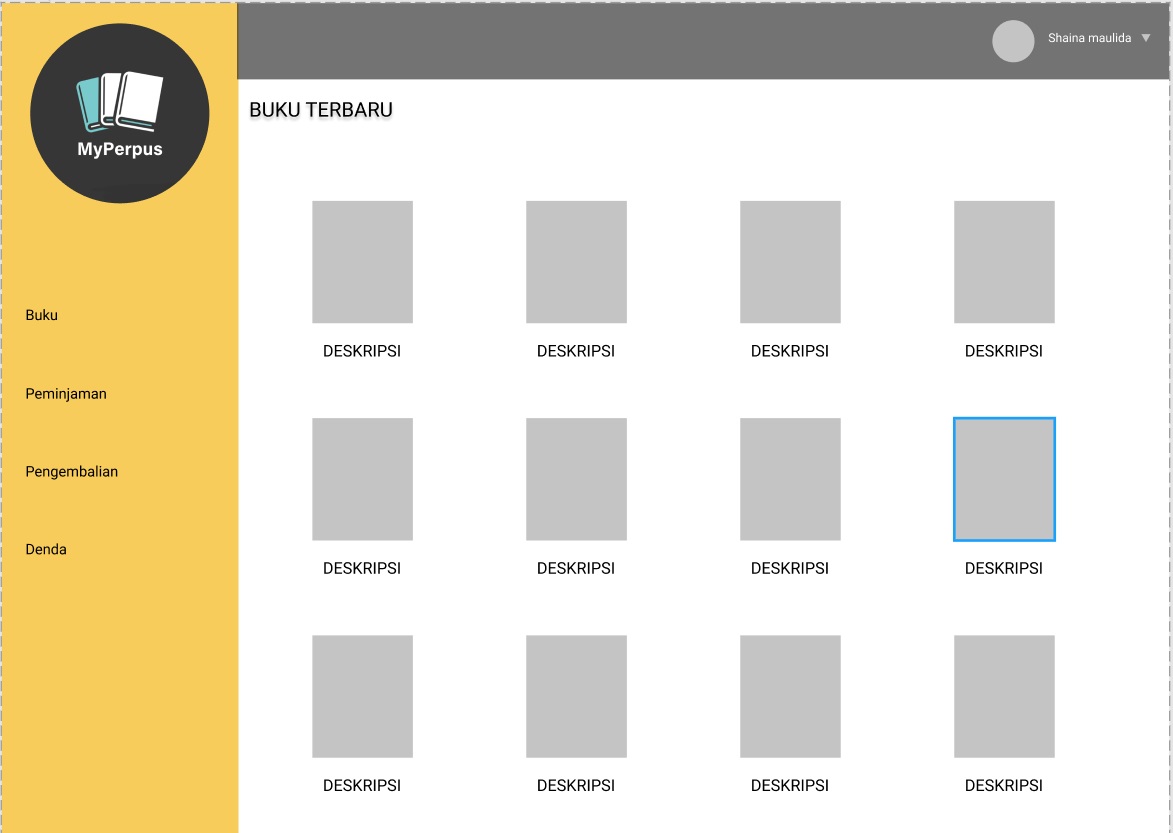 MyPerpus
Shaina maulida
BUKU TERBARU
Buku
Peminjaman
Pengembalian
Denda
DESKRIPSI DESKRIPSI DESKRIPSI DESKRIPSI
DESKRIPSI DESKRIPSI DESKRIPSI DESKRIPSI
DESKRIPSI DESKRIPSI DESKRIPSI DESKRIPSI